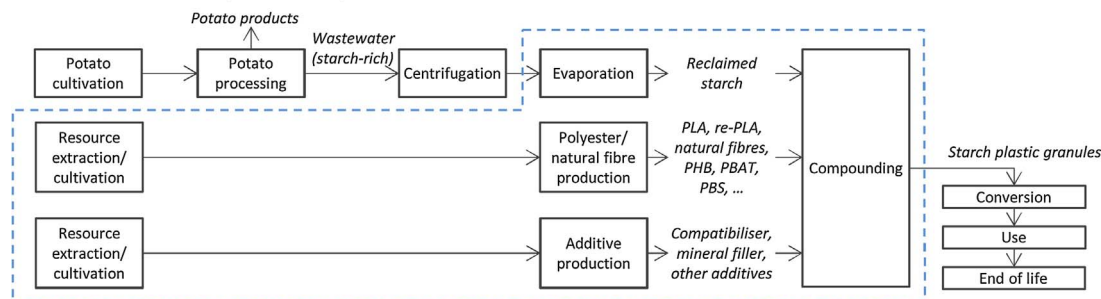 Potato products
Potato
cultivation
Potato
processing
Wastewater
(starch-rich)
Centrifugation
Evaporation
Reclaimed
starch
Resource
extraction/
cultivation
Polyester/
natural fibre
production
PLA, re-PLA,
natural fibres,
PHB, PBAT,
PBS, ...
Compounding
Starch plastic granules
Conversion
Use
End of life
Resource
extraction/
cultivation
Additive
production
Compatibiliser,
mineral filler,
other additives